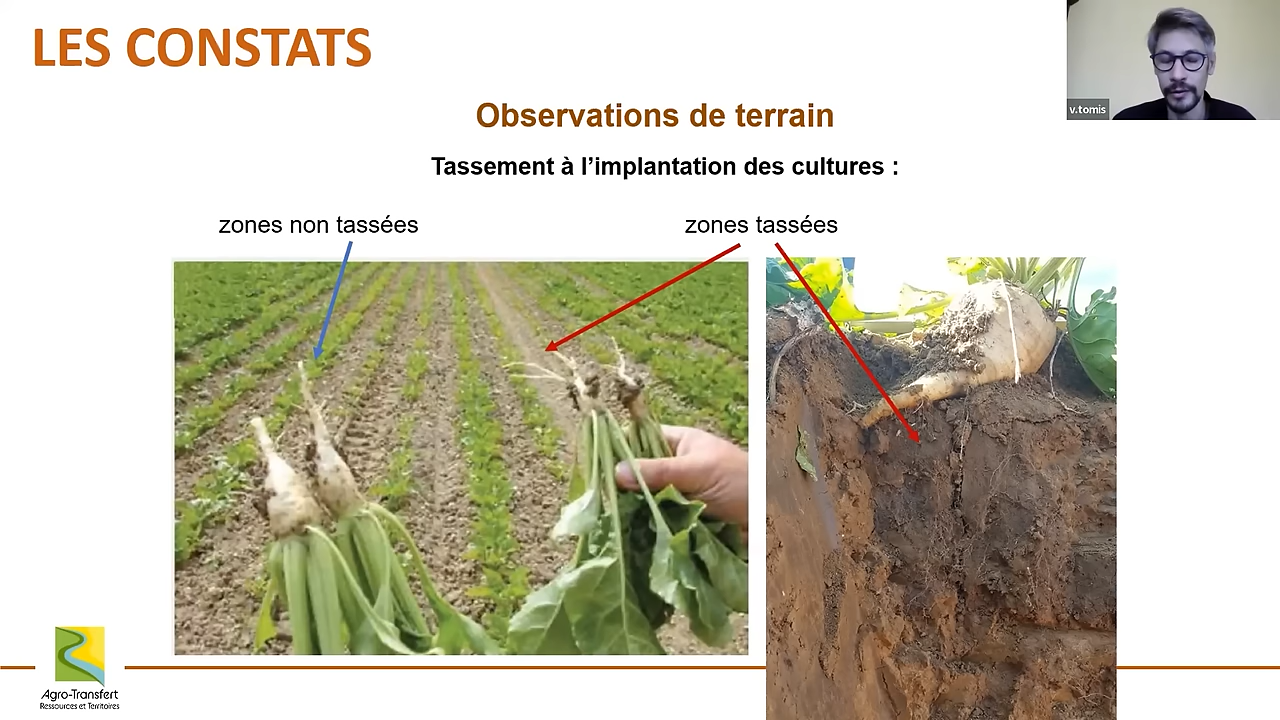 LES CONSTATS
v.tomis
Observations de terrain
Tassement à l’implantation des cultures :
zones non tassées
zones tassées
Agro-Transfert
Ressources et Territoires